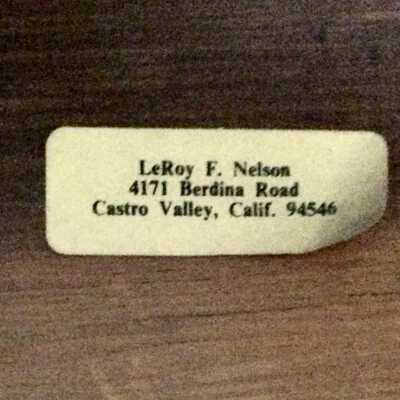 LeRoy F. Nelson
4171 Berdina Road
Castro Valley, Calif. 94546